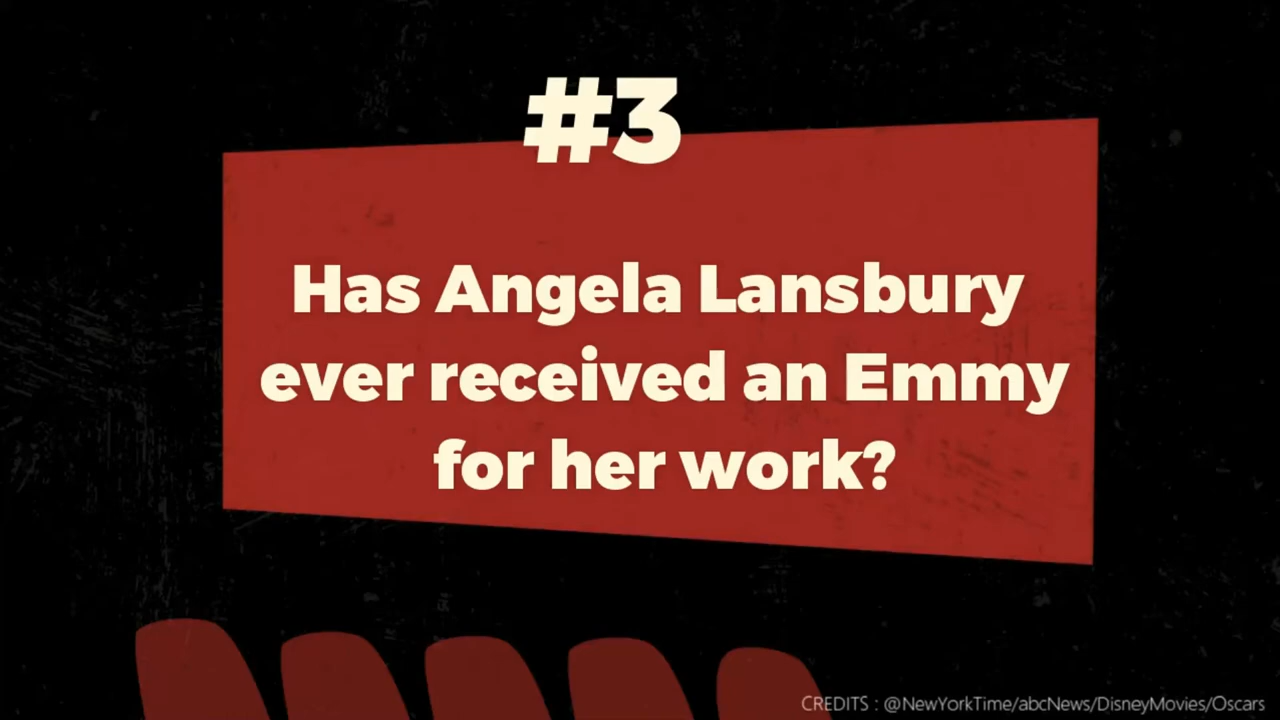 #3
Has Angela Lansbury
ever received an Emmy
for her work?
CREDITS : @NewYorkTime/abcNews/DisneyMovies/Oscars